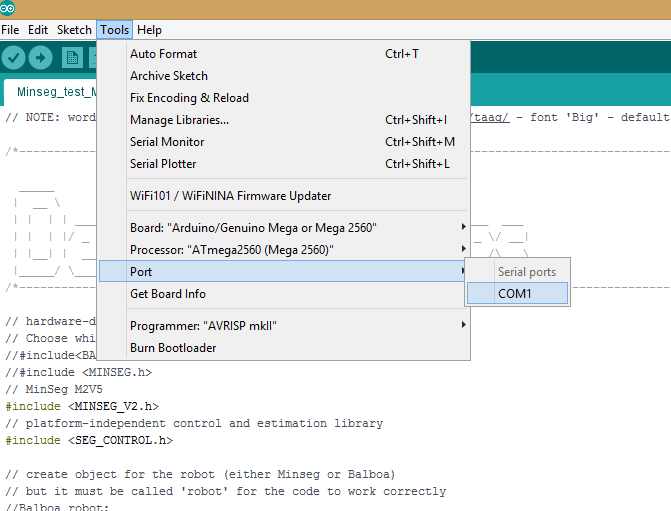 File Edit Sketch Tools Help
Minseg_test_M
Auto Format Ctrl+T
Archive Sketch
Fix Encoding & Reload
Manage Libraries... Ctrl+Shift+I
Serial Monitor Ctrl+Shift+M
Serial Plotter Ctrl+Shift+L
WiFi101 / WiFiNINA Firmware Updater
Board: "Arduino/Genuino Mega or Mega 2560"
Processor: "ATmega2560 (Mega 2560)"
Port
Get Board Info
Programmer: "AVRISP mkII"
Burn Bootloader
Serial ports
COM1
// NOTE: word /taag/ - font 'Big' - default
// hardware-d
// Choose whi
//#include<BA
//#include <MINSEG.h>
// MinSeg M2V5
#include <MINSEG_V2.h>
// platform-independent control and estimation library
#include <SEG_CONTROL.h>
// create object for the robot (either Minseg or Balboa)
// but it must be called 'robot' for the code to work correctly
//Balboa robot;